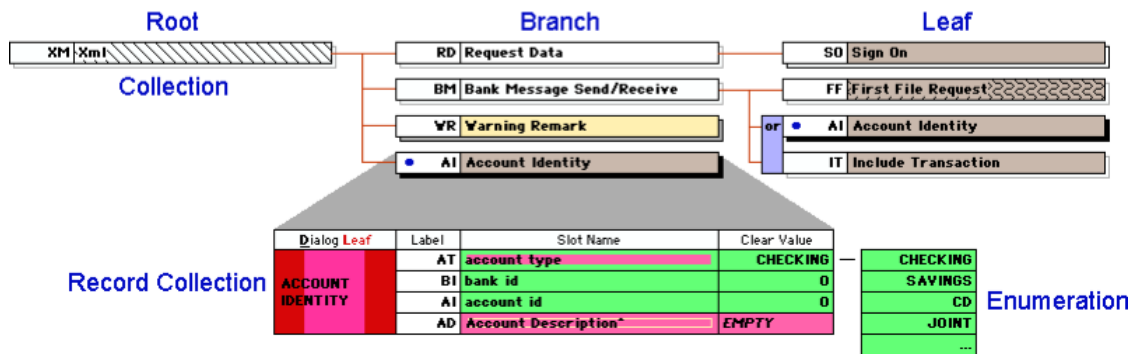 Root Branch Leaf
XM Xml RD Request Data SO Sign On
Collection BM Bank Message Send/Receive FF First File Request
WR Warning Remark or AI Account Identity
AI Account Identity IT Include Transaction
Dialog Leaf Label Slot Name Clear Value
AT account type CHECKING CHECKING
Record Collection ACCOUNT IDENTITY BI bank id 0 SAVINGS
AI account id 0 CD Enumeration
AD Account Description^ EMPTY JOINT
...